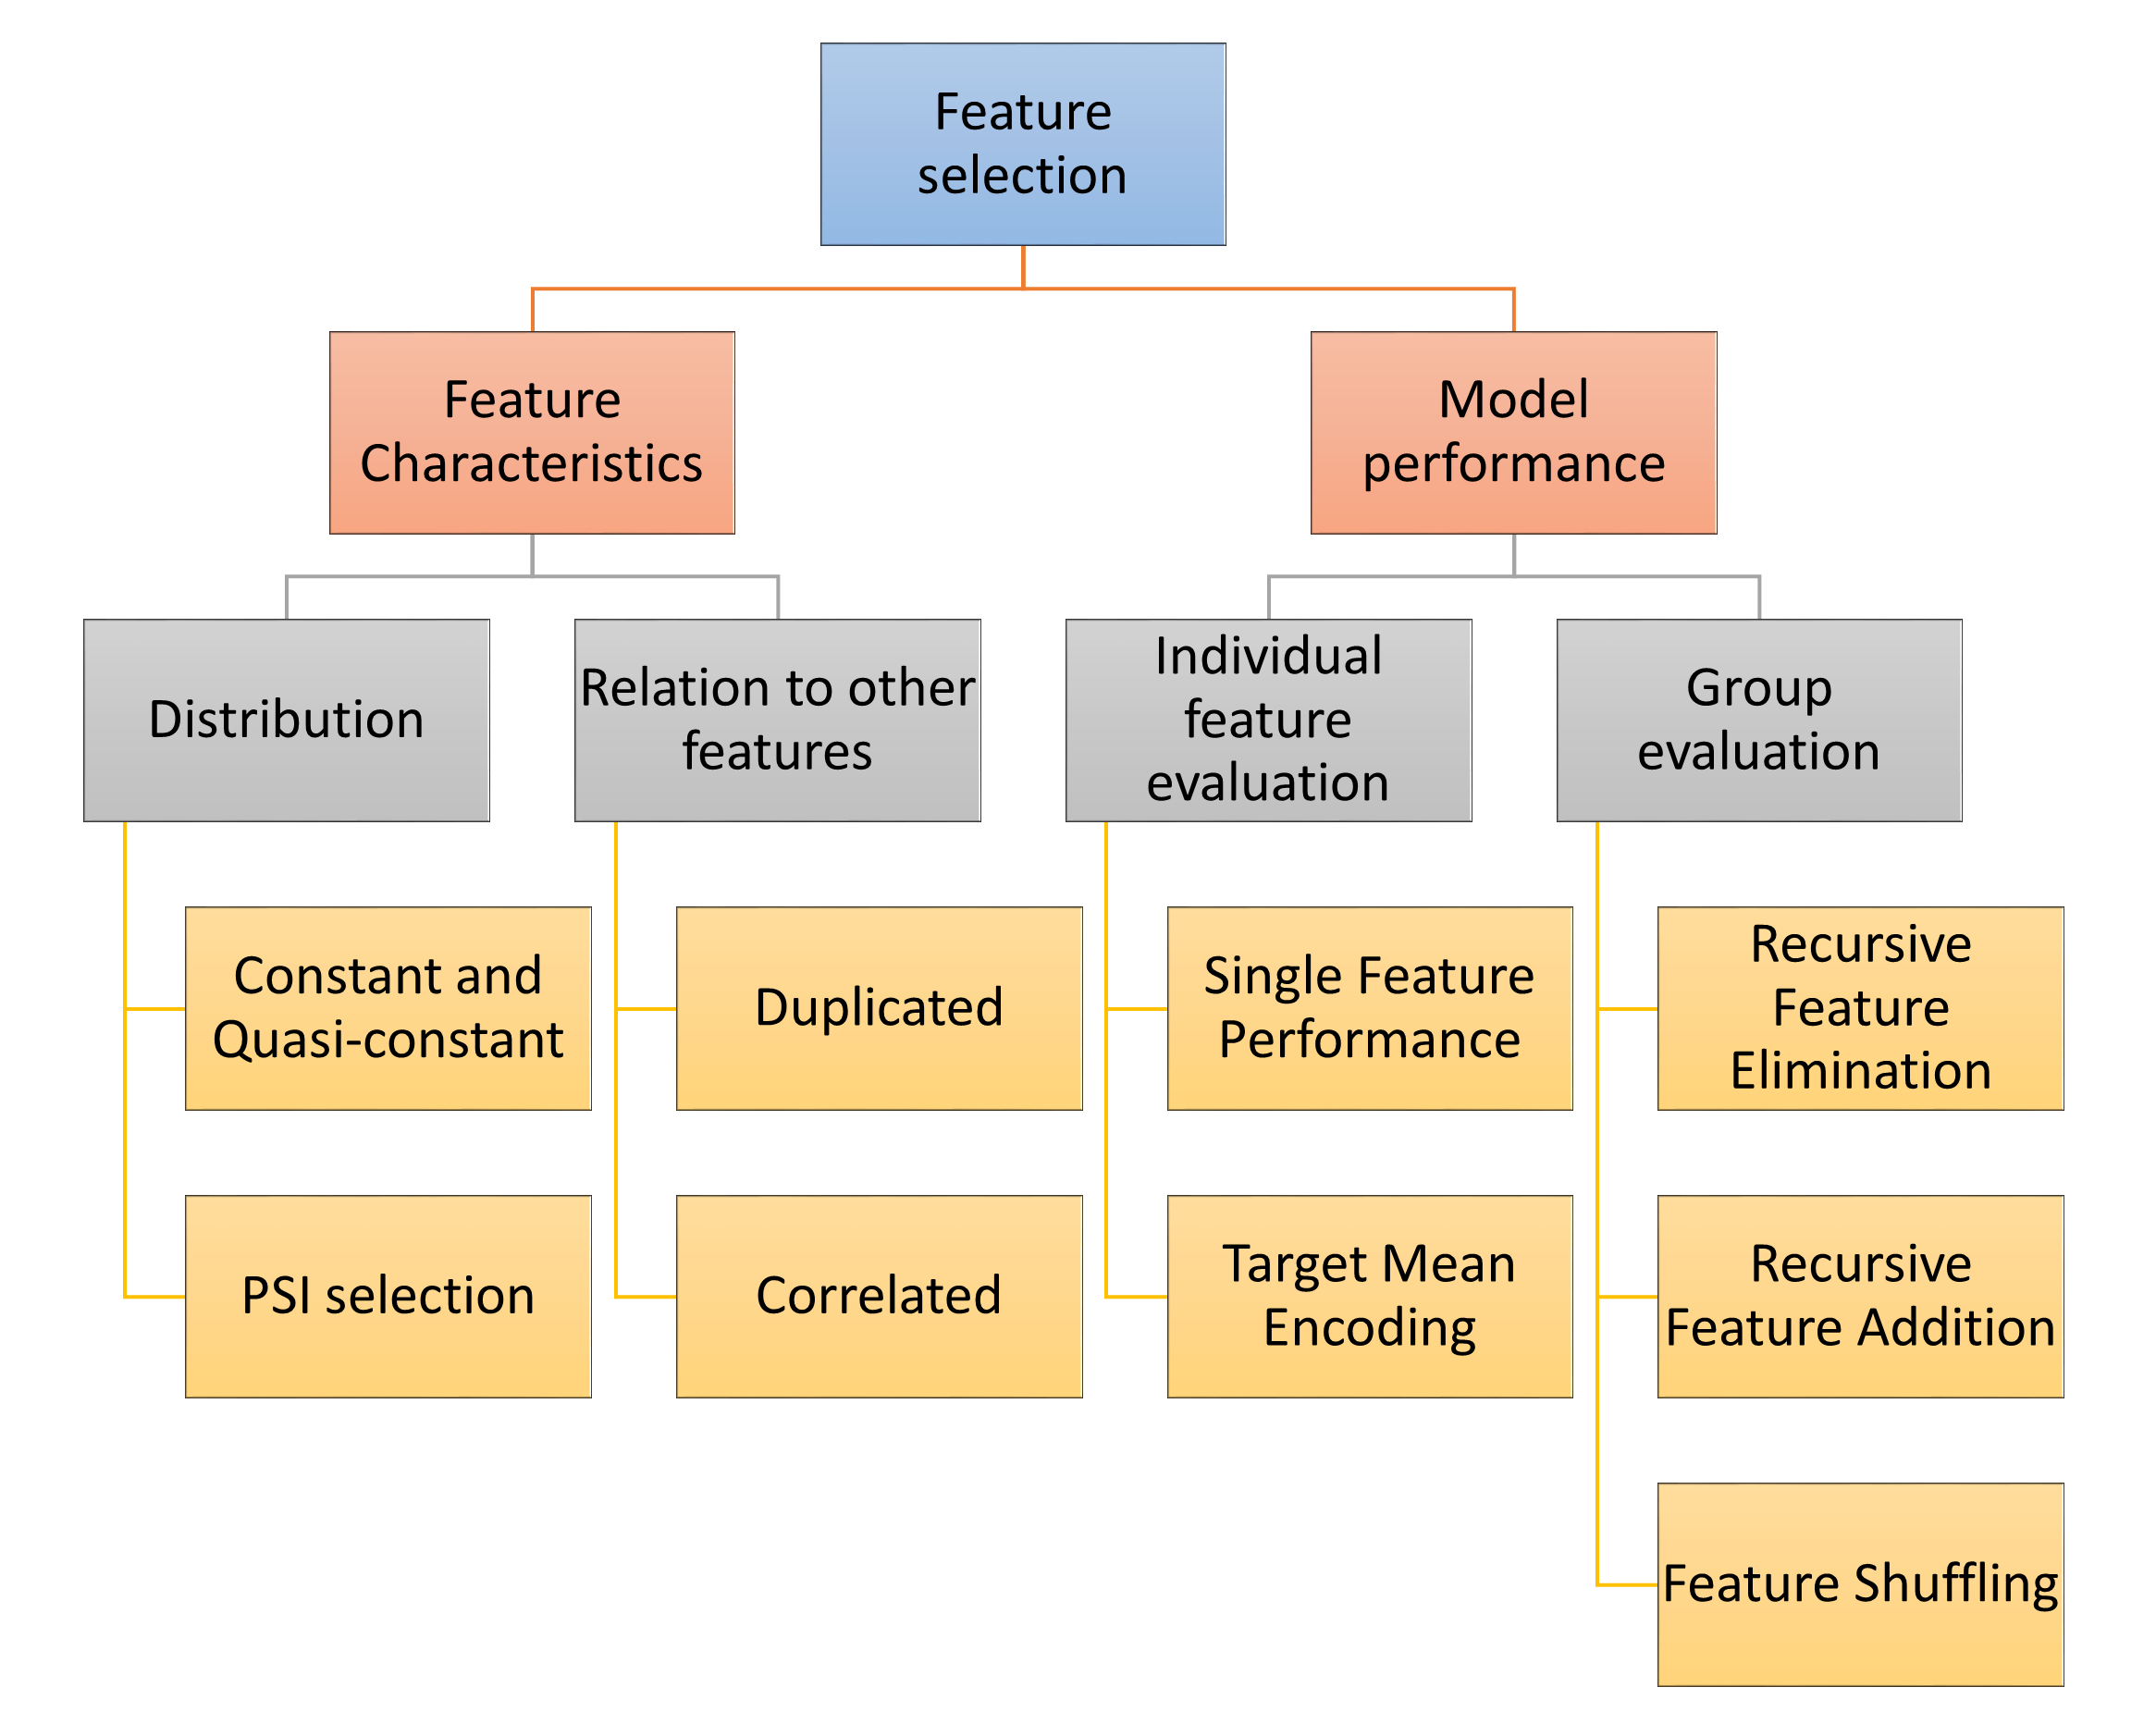 Feature
selection
Feature
Characteristics
Model
performance
Distribution
Relation to other
features
Individual
feature
evaluation
Group
evaluation
Constant and
Quasi-constant
Duplicated
Single Feature
Performance
Recursive
Feature
Elimination
PSI selection
Correlated
Target Mean
Encoding
Recursive
Feature Addition
Feature Shuffling